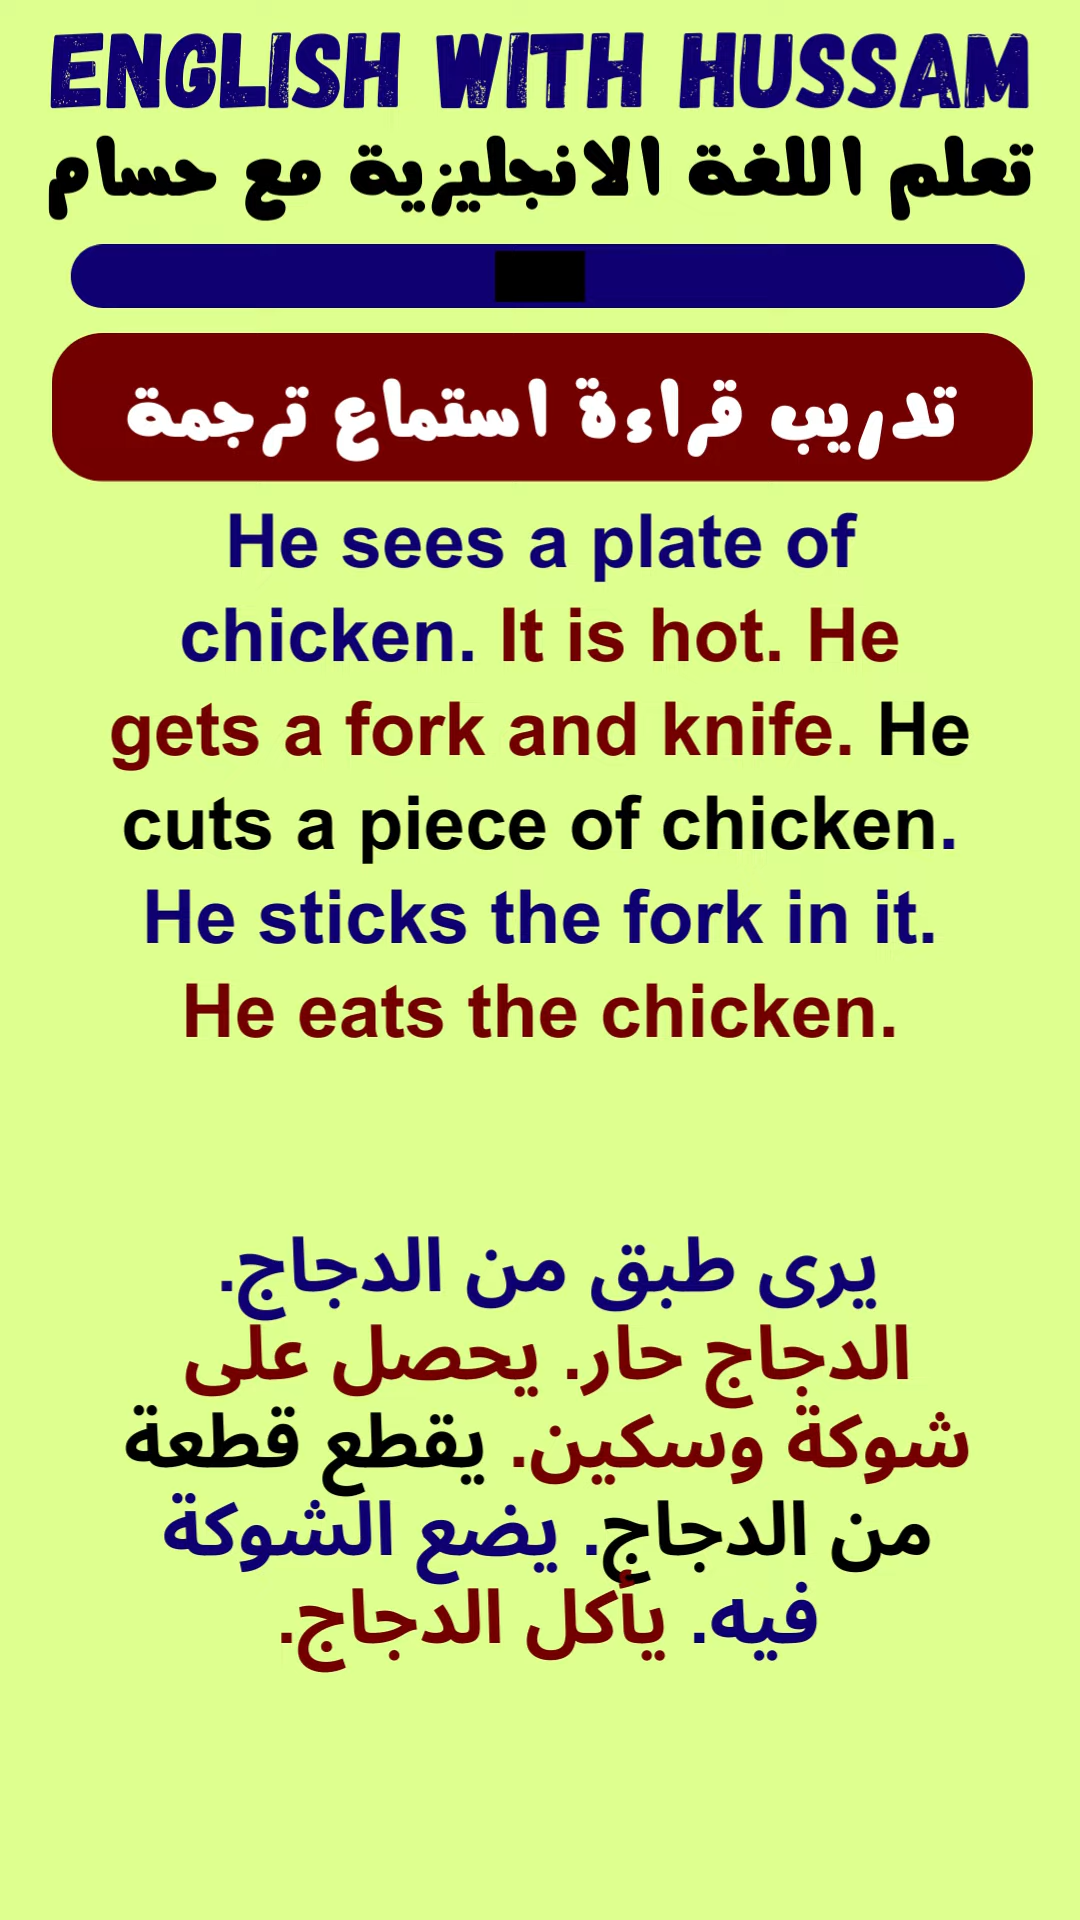 ENGLISH WITH HUSSAM
تعلم اللغة الانجليزية مع حسام
تدريب قراءة استماع ترجمة
He sees a plate of
chicken. It is hot. He
gets a fork and knife. He
cuts a piece of chicken.
He sticks the fork in it.
He eats the chicken.
يرى طبق من الدجاج.
الدجاج حار. يحصل على
شوكة وسكين. يقطع قطعة
من الدجاج. يضع الشوكة
فيه. يأكل الدجاج.